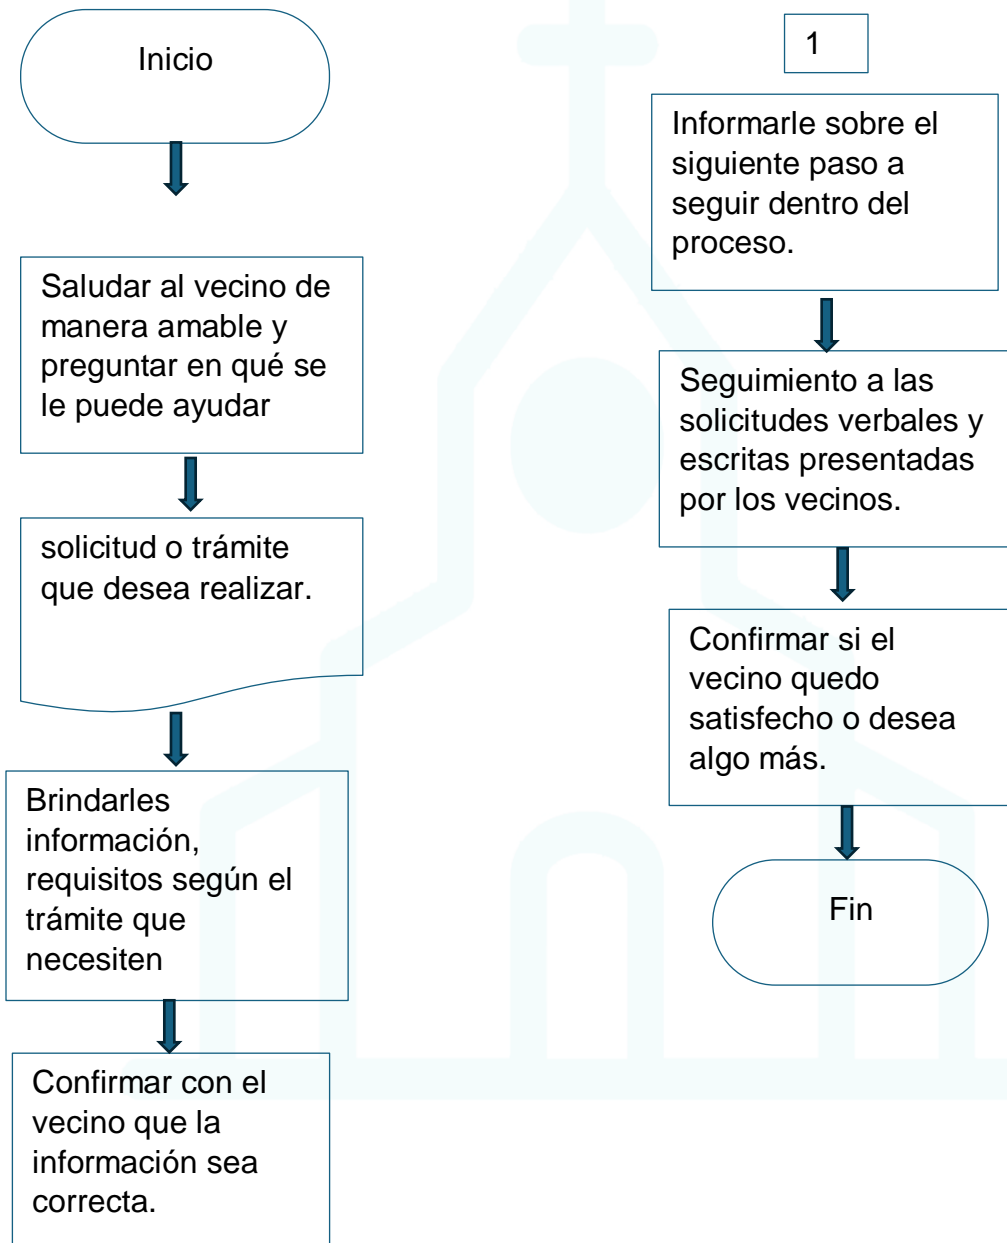 Inicio
Saludar al vecino de
manera amable y
preguntar en qué se
le puede ayudar
solicitud o trámite
que desea realizar.
Brindarles
información,
requisitos según el
trámite que
necesiten
Confirmar con el
vecino que la
información sea
correcta.
1
Informarle sobre el
siguiente paso a
seguir dentro del
proceso.
Seguimiento a las
solicitudes verbales y
escritas presentadas
por los vecinos.
Confirmar si el
vecino quedo
satisfecho o desea
algo más.
Fin